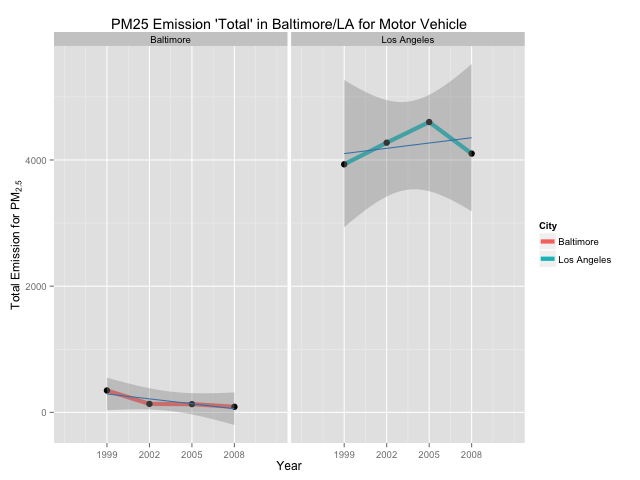 PM25 Emission 'Total' in Baltimore/LA for Motor Vehicle
Baltimore
Los Angeles
Total Emission for PM2.5
4000
2000
0
1999
2002
2005
2008
1999
2002
2005
2008
Year
City
Baltimore
Los Angeles